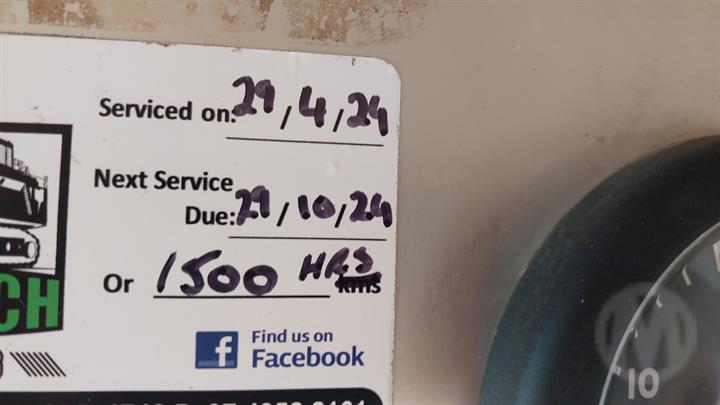 Serviced on: 29/4/24
Next Service
Due: 29/10/24
Or 1500 HRS kms
CH
Find us on
Facebook
10